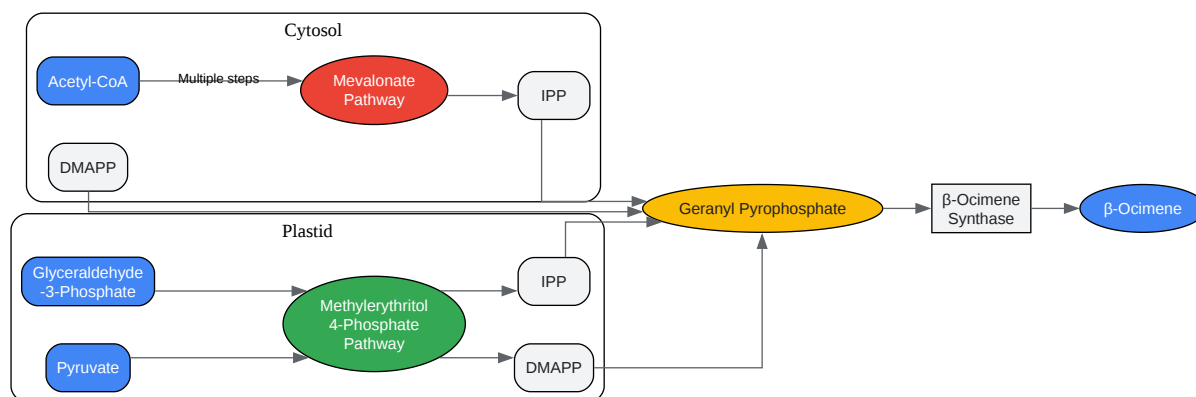 Cytosol
Acetyl-CoA
Multiple steps
Mevalonate
Pathway
IPP
DMAPP
Geranyl Pyrophosphate
β-Ocimene
Synthase
β-Ocimene
Plastid
Glyceraldehyde
-3-Phosphate
Methylerythritol
4-Phosphate
Pathway
IPP
Pyruvate
DMAPP